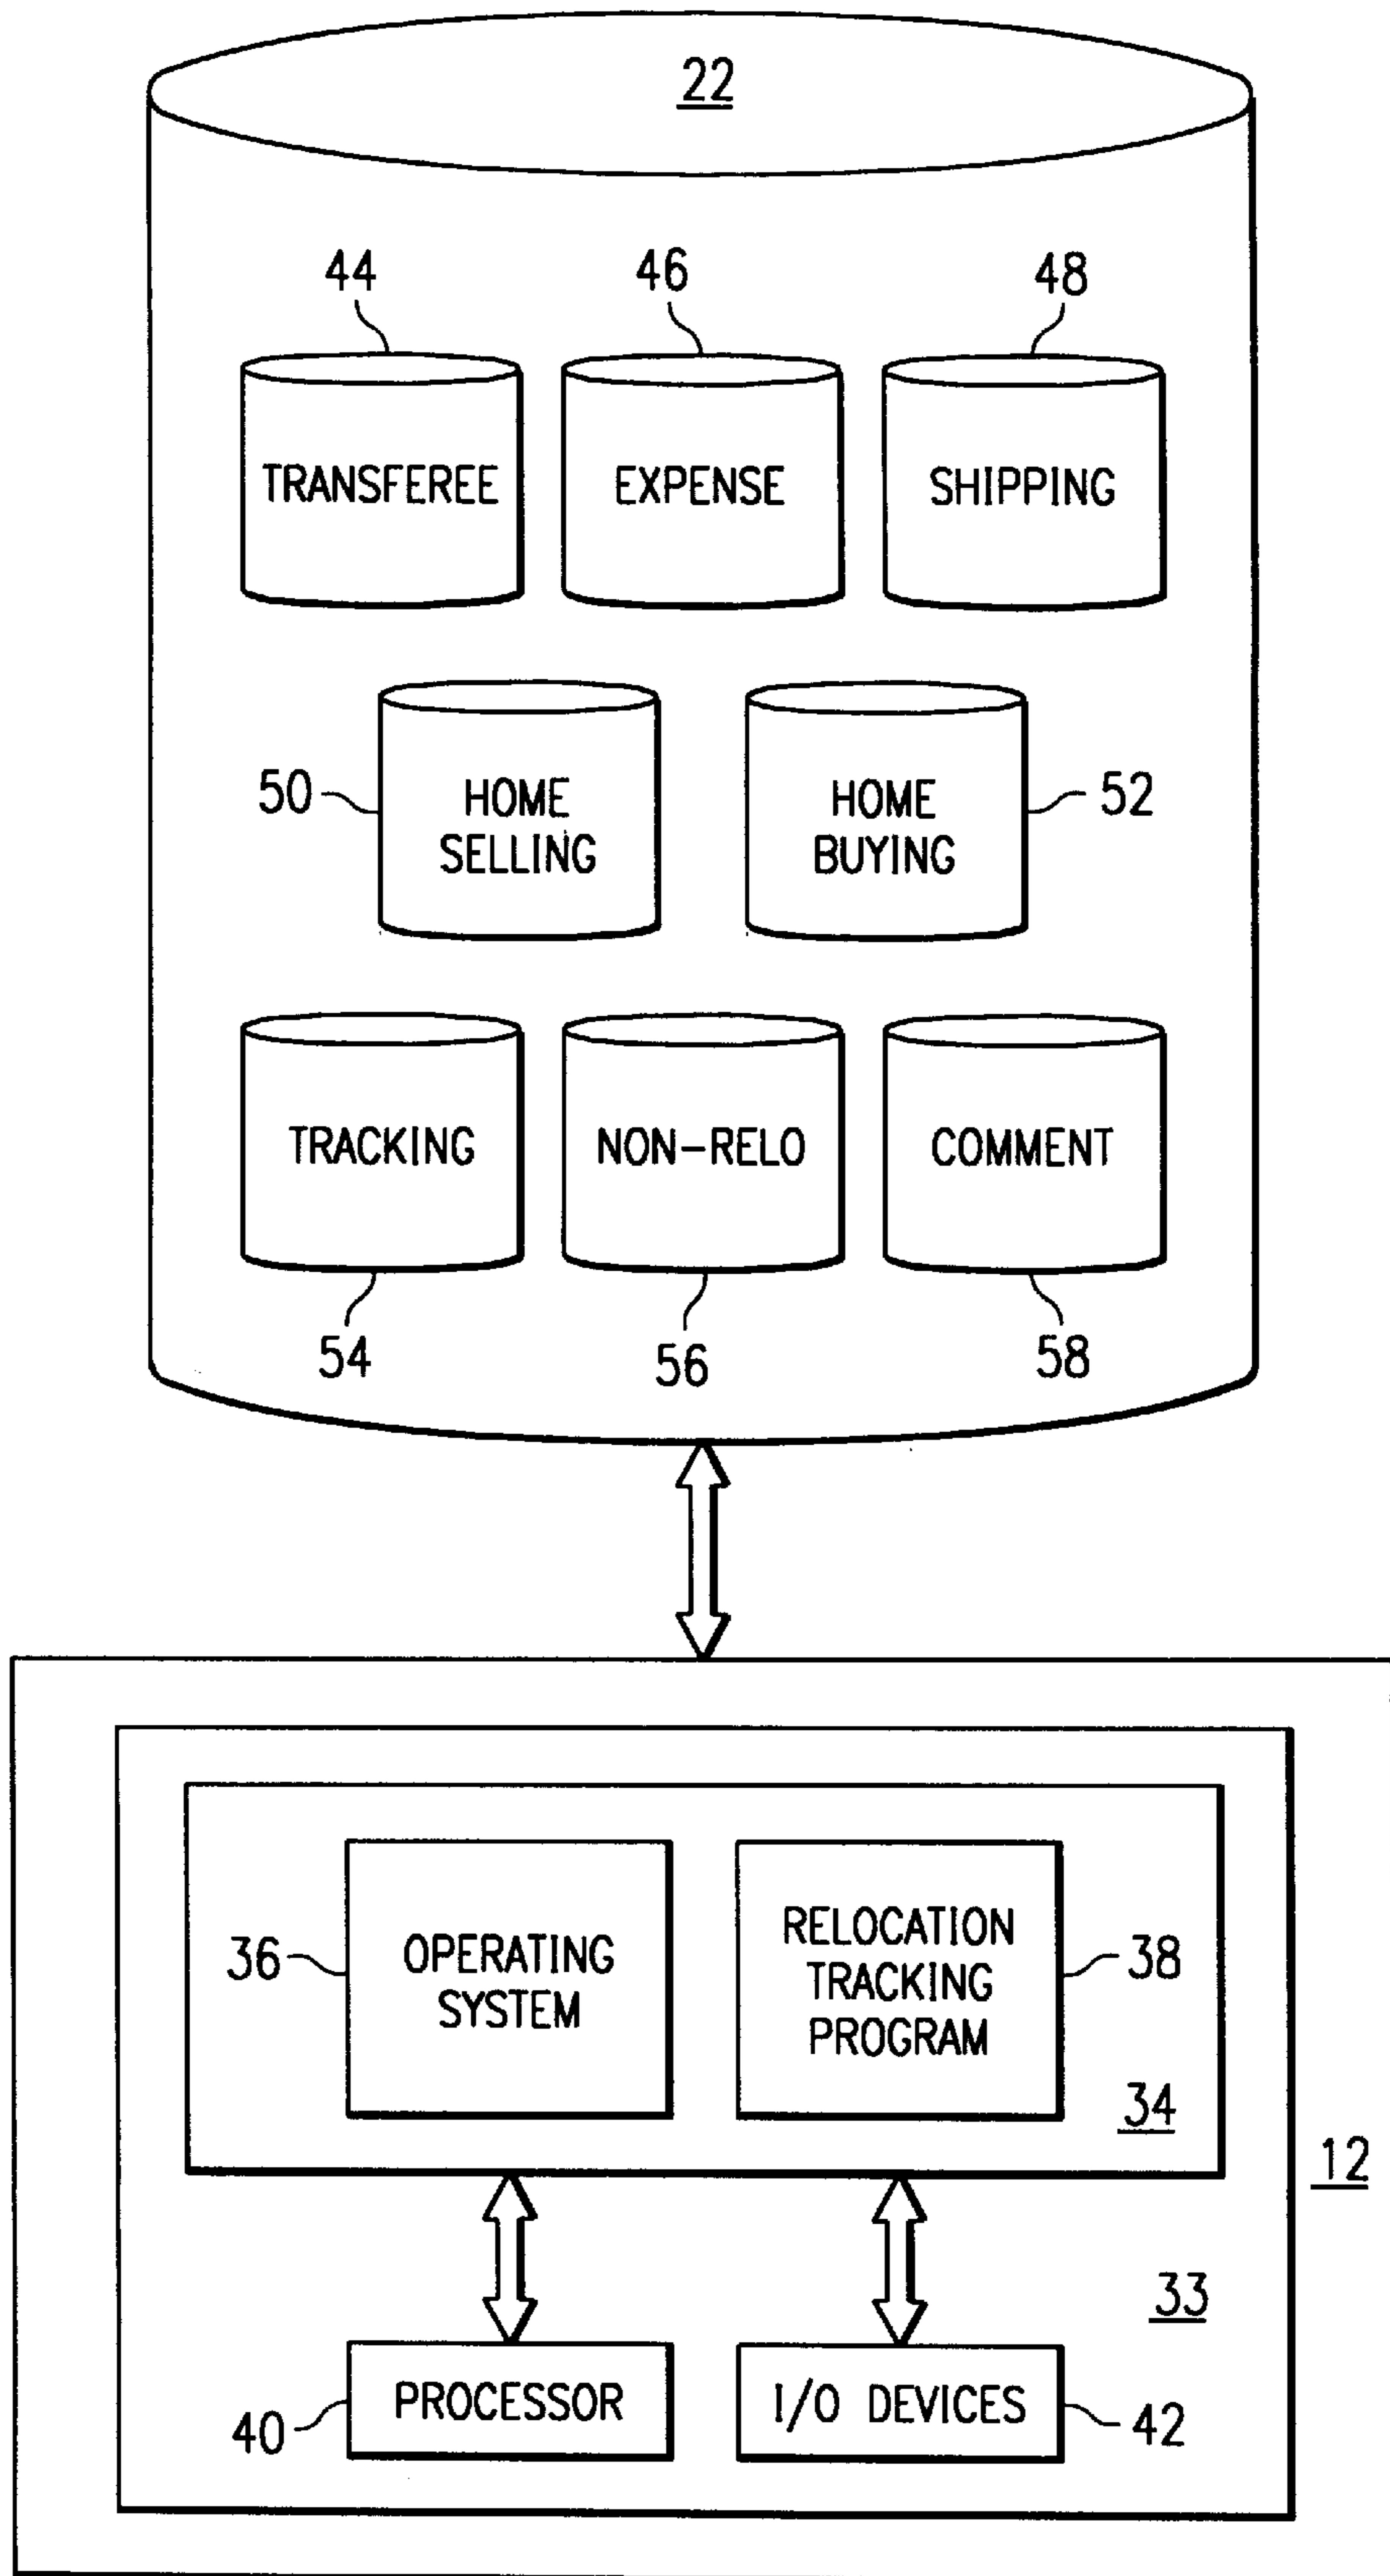 22
44
46
48
TRANSFEREE
EXPENSE
SHIPPING
50
HOME
SELLING
HOME
BUYING
52
TRACKING
NON-RELO
COMMENT
54
56
58
36
OPERATING
SYSTEM
RELOCATION
TRACKING
PROGRAM
38
34
12
33
40
PROCESSOR
I/O DEVICES
42